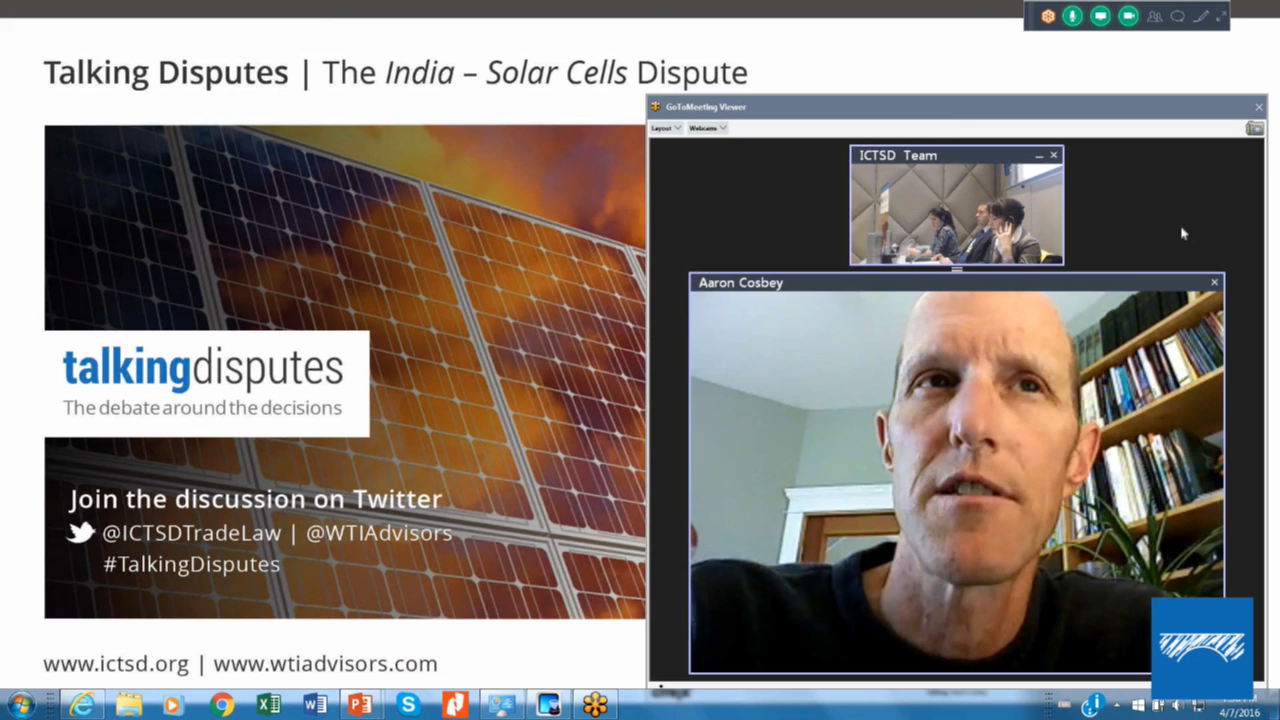 Talking Disputes | The India – Solar Cells Dispute
GoToMeeting Viewer
Layout
Webcams
ICTSD Team
Aaron Cosbey
talkingdisputes
The debate around the decisions
Join the discussion on Twitter
@ICTSDTradeLaw | @WTIAdvisors
#TalkingDisputes
www.ictsd.org | www.wtiadvisors.com
4/7/2016